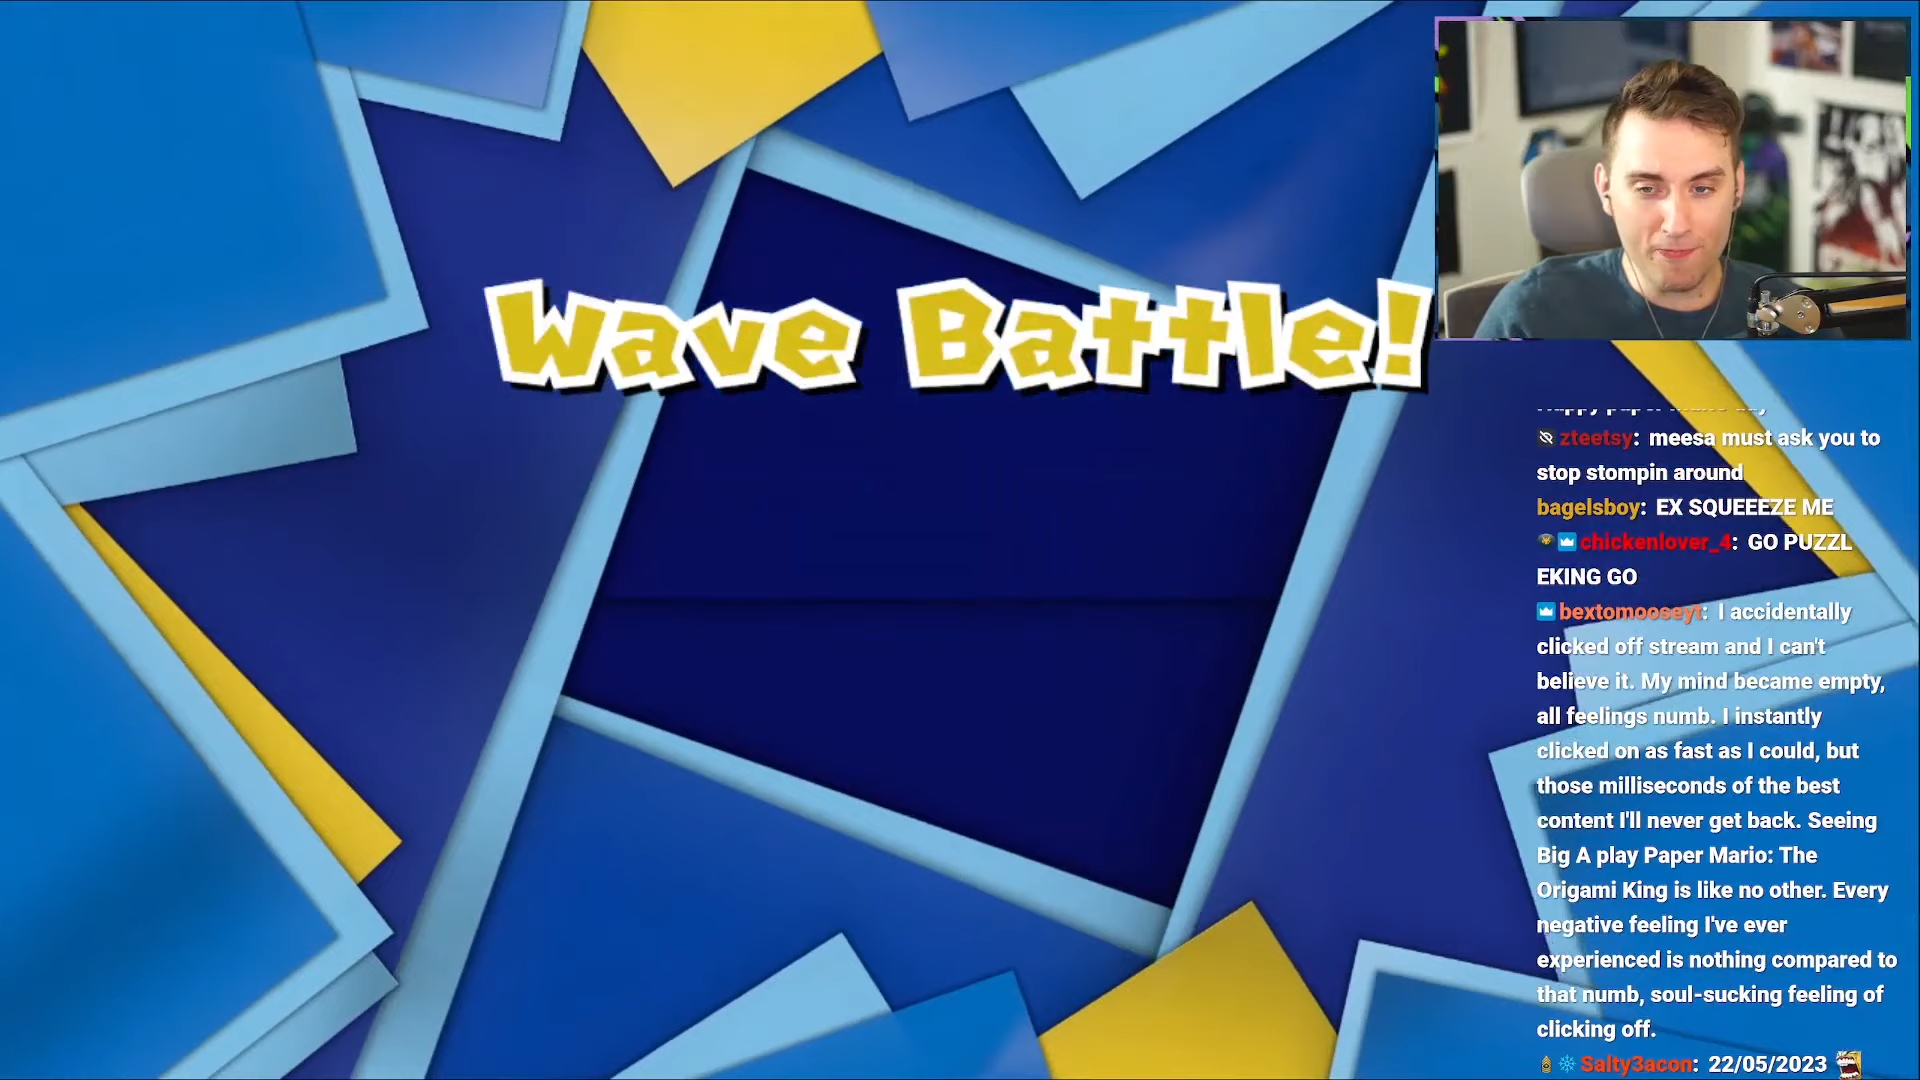 Wave Battle!
zteetsy: meesa must ask you to
stop stompin around
bagelsboy: EX SQUEEEZE ME
chickenlover_4: GO PUZZL
EKING GO
bextomooseyt: I accidentally
clicked off stream and I can't
believe it. My mind became empty,
all feelings numb. I instantly
clicked on as fast as I could, but
those milliseconds of the best
content I'll never get back. Seeing
Big A play Paper Mario: The
Origami King is like no other. Every
negative feeling I've ever
experienced is nothing compared to
that numb, soul-sucking feeling of
clicking off.
Salty3acon: 22/05/2023